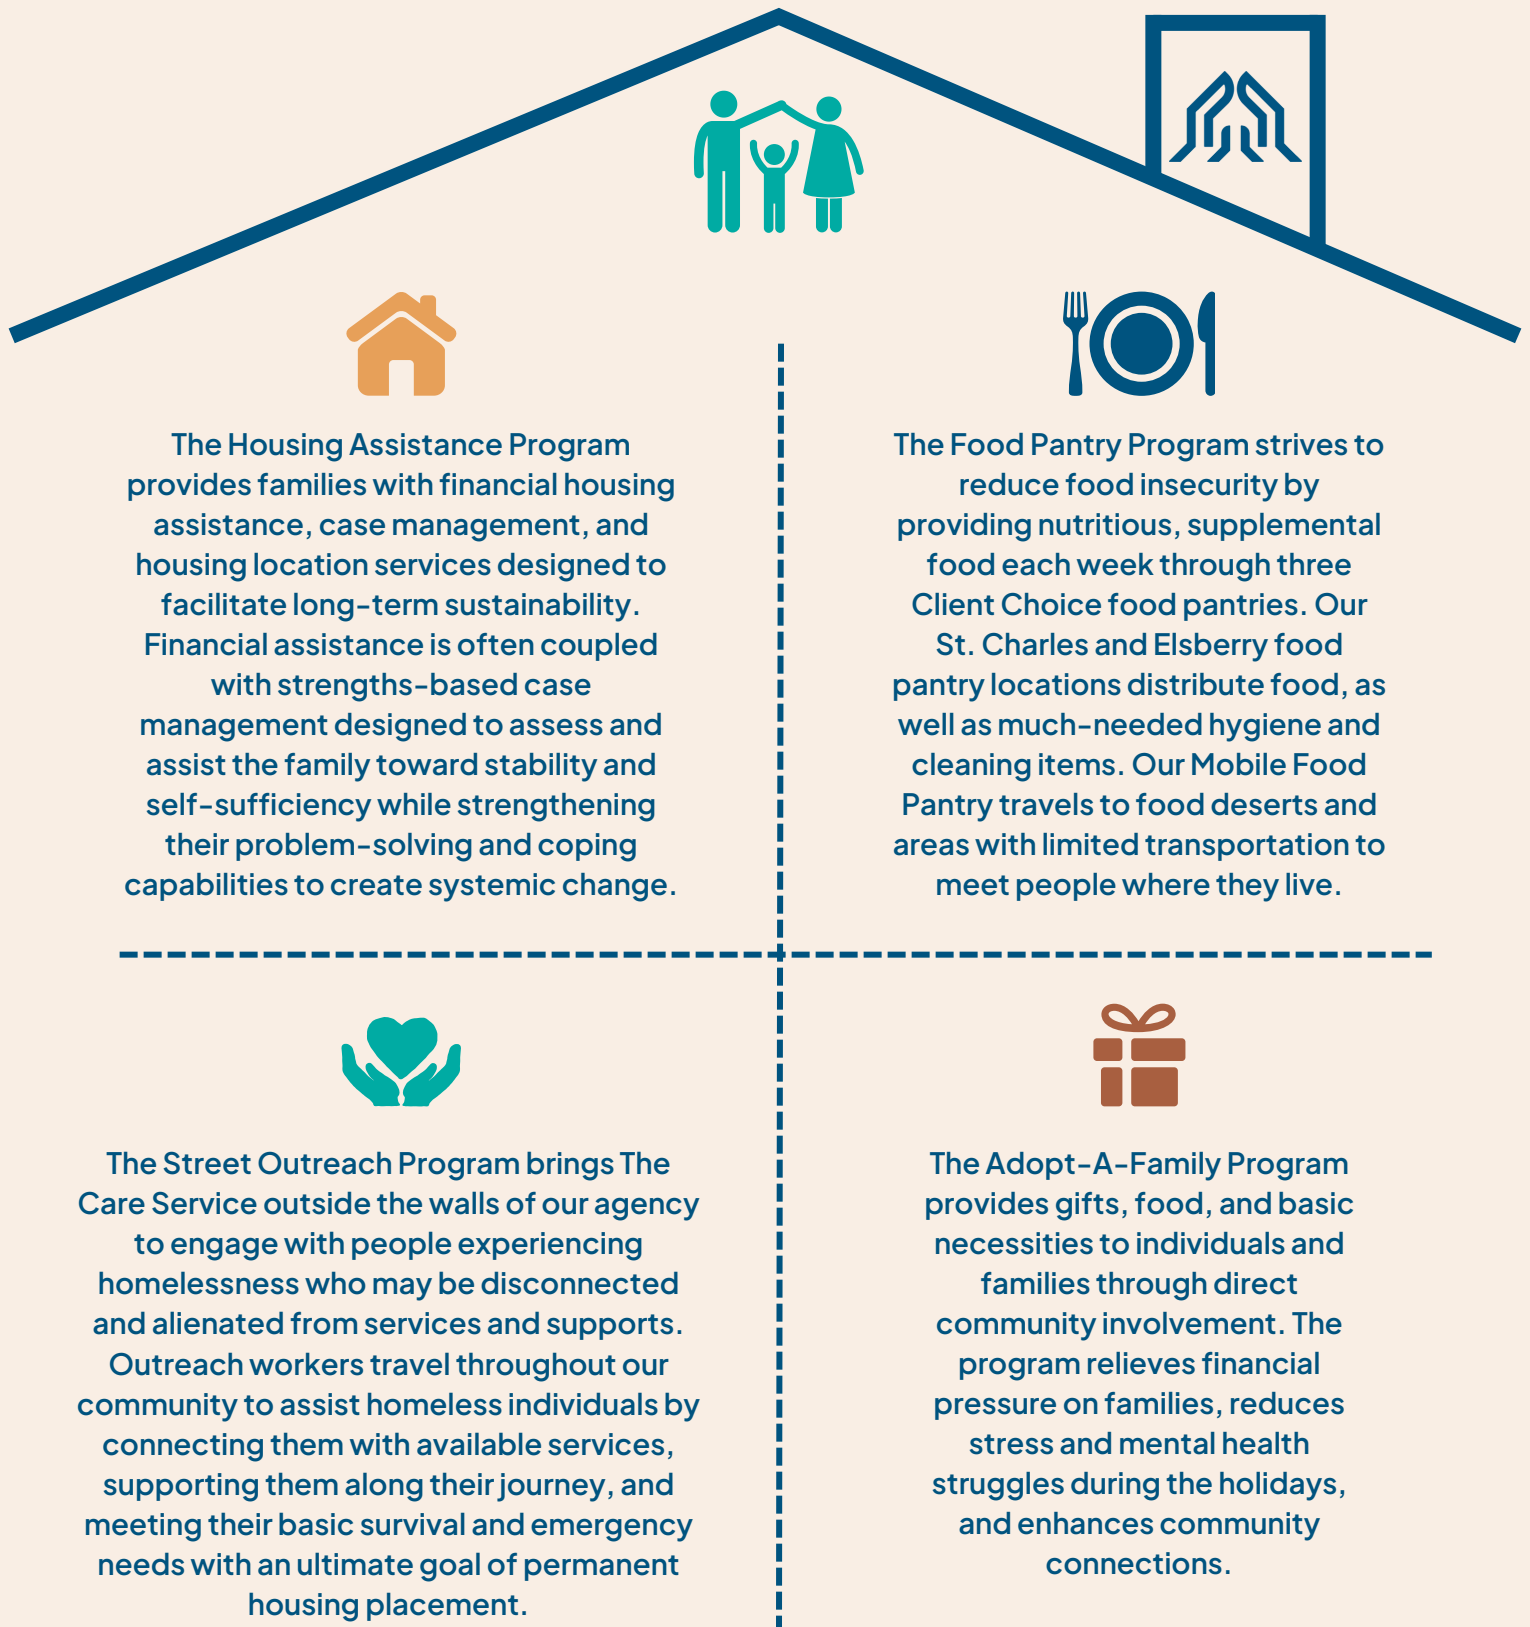 The Housing Assistance Program
provides families with financial housing
assistance, case management, and
housing location services designed to
facilitate long-term sustainability.
Financial assistance is often coupled
with strengths-based case
management designed to assess and
assist the family toward stability and
self-sufficiency while strengthening
their problem-solving and coping
capabilities to create systemic change.
The Food Pantry Program strives to
reduce food insecurity by
providing nutritious, supplemental
food each week through three
Client Choice food pantries. Our
St. Charles and Elsberry food
pantry locations distribute food, as
well as much-needed hygiene and
cleaning items. Our Mobile Food
Pantry travels to food deserts and
areas with limited transportation to
meet people where they live.
The Street Outreach Program brings The
Care Service outside the walls of our agency
to engage with people experiencing
homelessness who may be disconnected
and alienated from services and supports.
Outreach workers travel throughout our
community to assist homeless individuals by
connecting them with available services,
supporting them along their journey, and
meeting their basic survival and emergency
needs with an ultimate goal of permanent
housing placement.
The Adopt-A-Family Program
provides gifts, food, and basic
necessities to individuals and
families through direct
community involvement. The
program relieves financial
pressure on families, reduces
stress and mental health
struggles during the holidays,
and enhances community
connections.